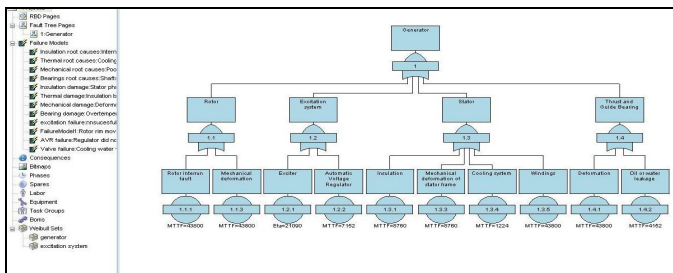 RBD Pages
Fault Tree Pages
1:Generator
Failure Models
Insulation root causes:Intern
Thermal root causes:Cooling
Mechanical root causes:Poo
Bearings root causes:Shaft
Insulation damage:Stator ph
Thermal damage:Insulation b
Mechanical damage:Deform
Bearing damage:Overtemp
excitation failure:
FailureModel1: Rotor rim mov
AVR failure:Regulator did nc
Valve failure:Cooling water
Consequences
Bitmaps
Phases
Spares
Labor
Equipment
Task Groups
Boms
Weibull Sets
generator
excitation system
Generator
1
Rotor
Excitation system
Stator
Thrust and Guide Bearing
1.1
1.2
1.3
1.4
Rotor interrun fault
Mechanical deformation
Exciter
Automatic Voltage Regulator
Insulation
Mechanical deformation of stator frame
Cooling system
Windings
Deformation
Oil or water leakage
1.1.1
1.1.3
1.2.1
1.2.2
1.3.1
1.3.3
1.3.4
1.3.5
1.4.1
1.4.2
MTTF=43800
MTTF=43800
Eta=21090
MTTF=7152
MTTF=8760
MTTF=8760
MTTF=1224
MTTF=43800
MTTF=43800
MTTF=4152